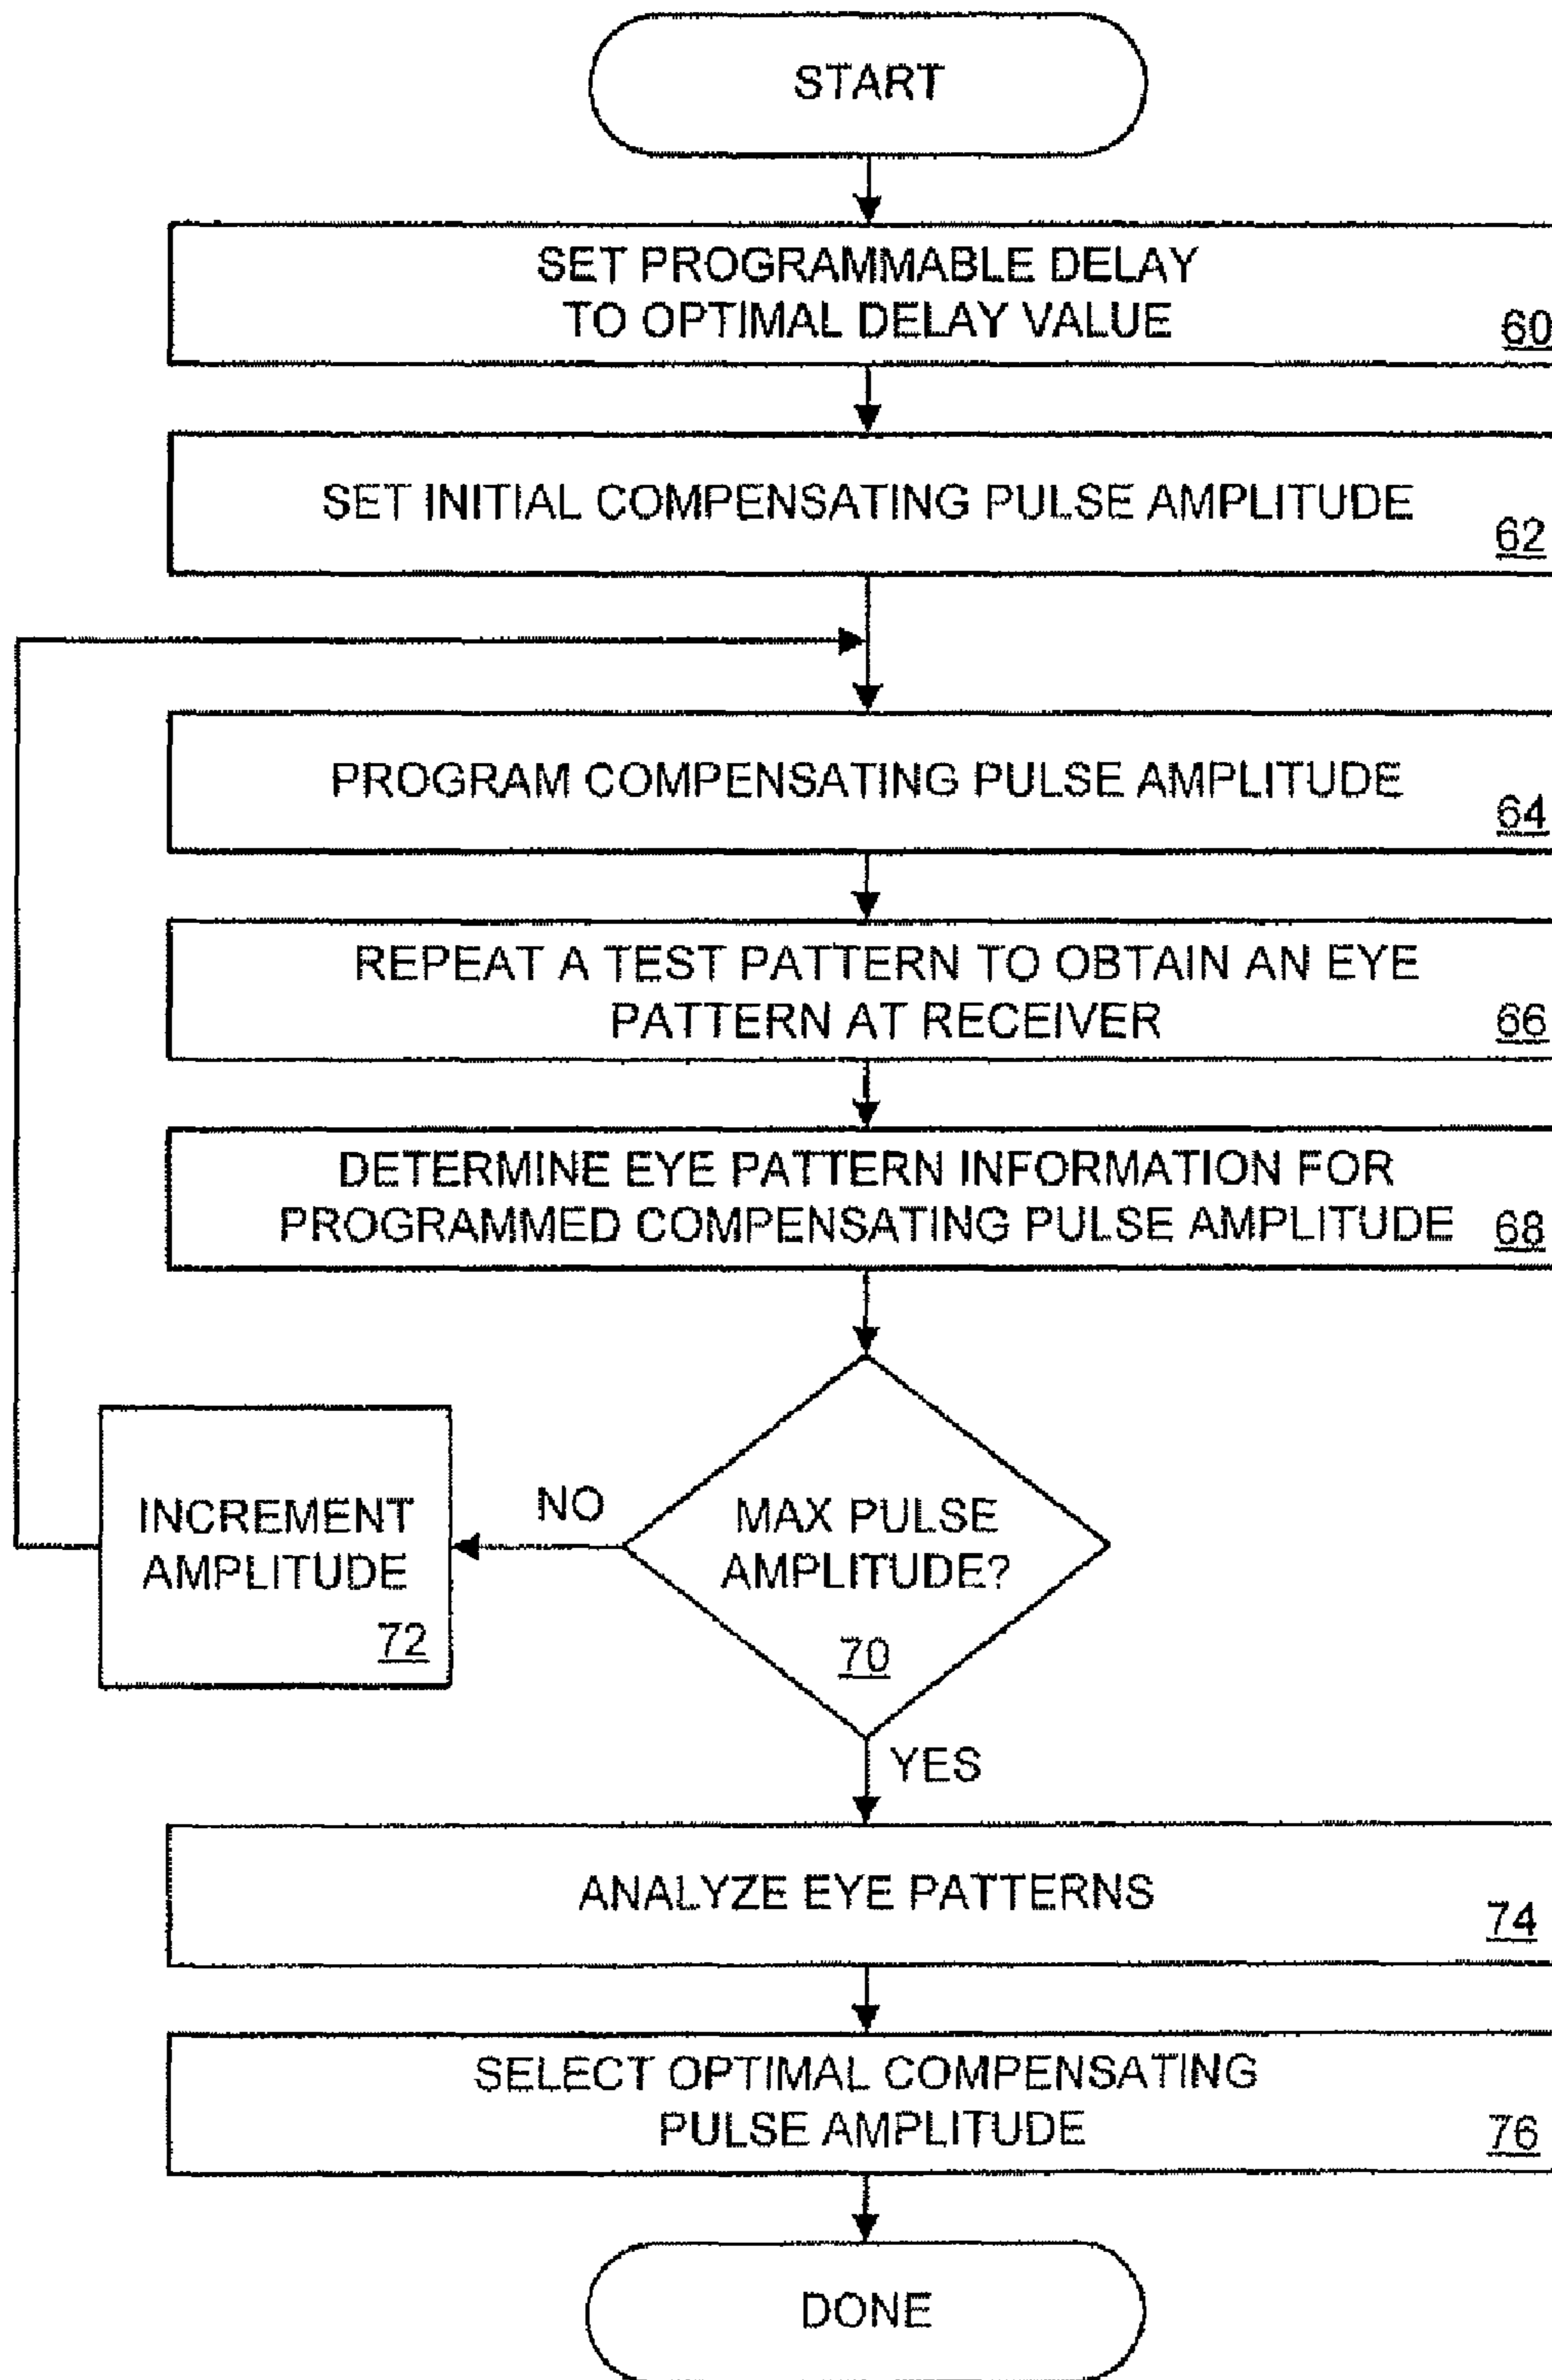 START
SET PROGRAMMABLE DELAY
TO OPTIMAL DELAY VALUE
60
SET INITIAL COMPENSATING PULSE AMPLITUDE
62
PROGRAM COMPENSATING PULSE AMPLITUDE
64
REPEAT A TEST PATTERN TO OBTAIN AN EYE
PATTERN AT RECEIVER
66
DETERMINE EYE PATTERN INFORMATION FOR
PROGRAMMED COMPENSATING PULSE AMPLITUDE
68
INCREMENT
AMPLITUDE
72
NO
MAX PULSE
AMPLITUDE?
70
YES
ANALYZE EYE PATTERNS
74
SELECT OPTIMAL COMPENSATING
PULSE AMPLITUDE
76
DONE